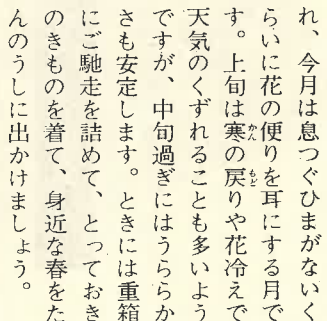 れ、今月は息つぐひまがないく
らいに花の便りを耳にする月で
す。上旬は寒の戻りや花冷えで
天気のくずれることも多いよう
ですが、中旬過ぎにはうららか
さも安定します。ときには重箱
にご馳走を詰めて、とっておき
のきものを着て、身近な春をた
んのうしに出かけましょう。